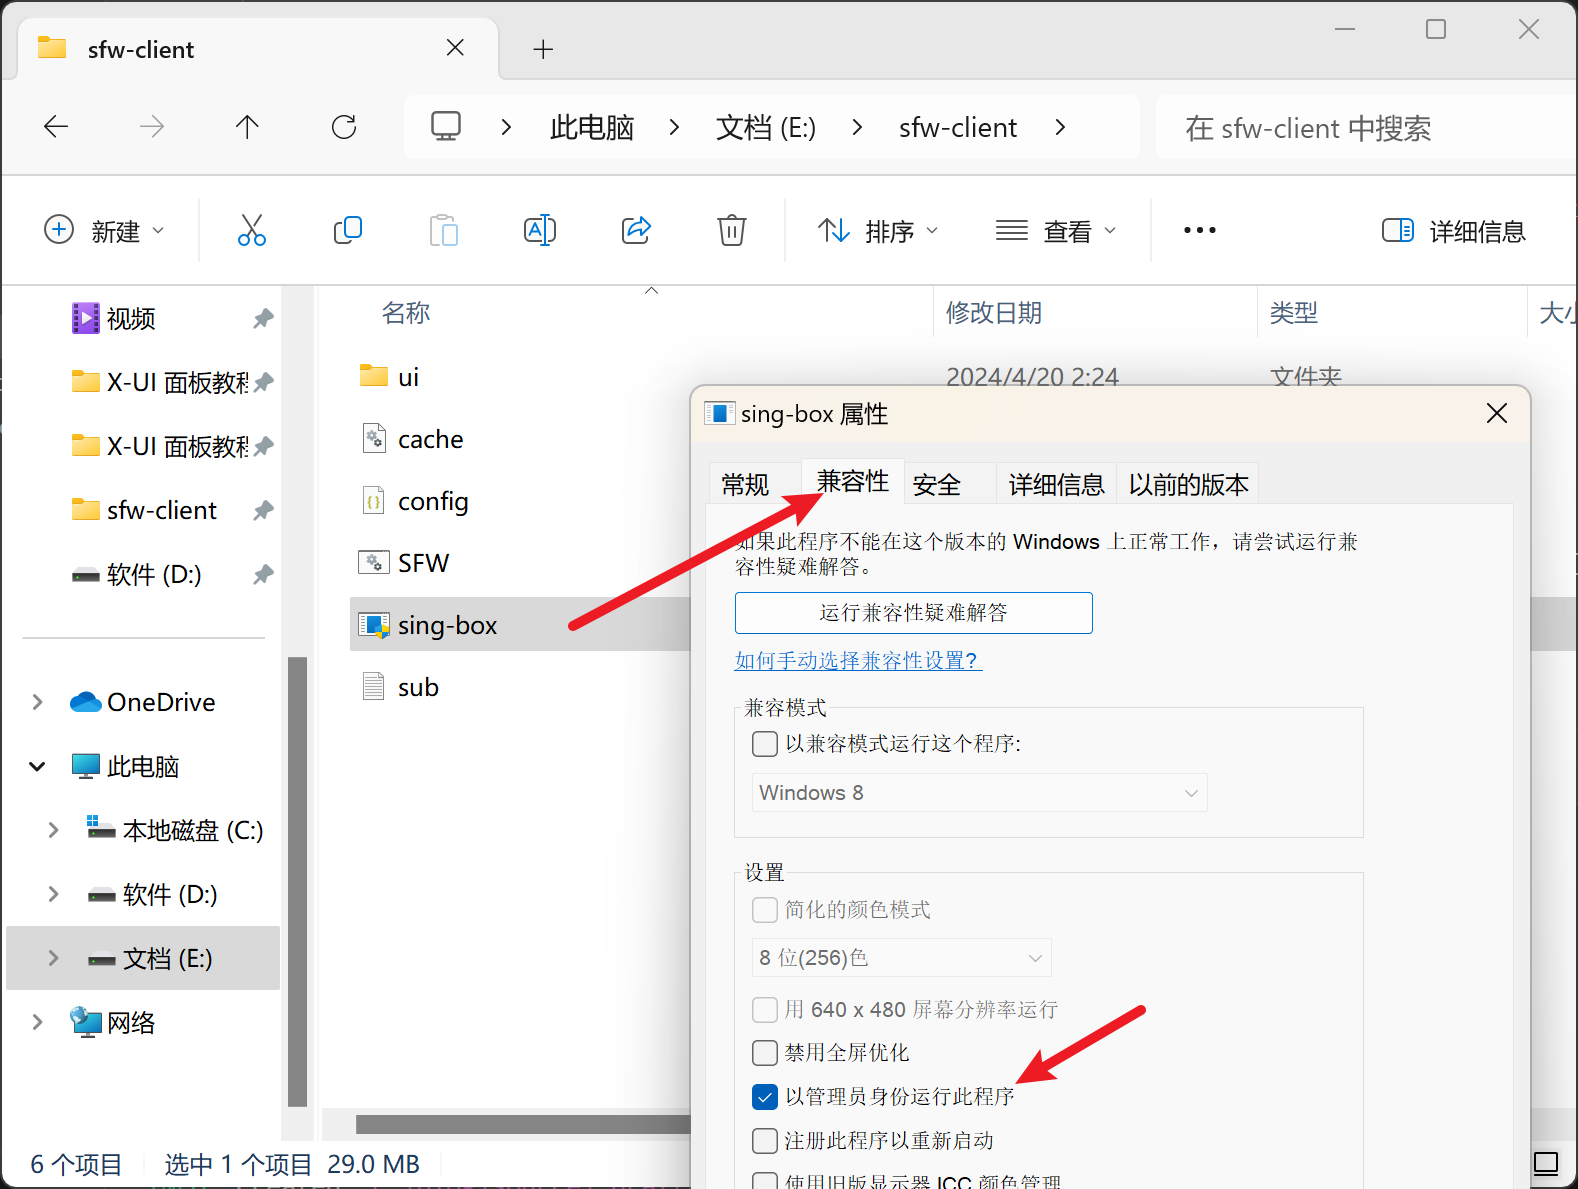 sfw-client
此电脑
文档 (E:)
sfw-client
在 sfw-client 中搜索
新建
排序
查看
详细信息
视频
X-UI 面板教程
X-UI 面板教程
sfw-client
软件 (D:)
OneDrive
此电脑
本地磁盘 (C:)
软件 (D:)
文档 (E:)
网络
名称
修改日期
类型
大小
ui
2024/4/20 2:24
文件夹
cache
config
SFW
sing-box
sub
sing-box 属性
常规
兼容性
安全
详细信息
以前的版本
如果此程序不能在这个版本的 Windows 上正常工作，请尝试运行兼
容性疑难解答。
运行兼容性疑难解答
如何手动选择兼容性设置?
兼容模式
以兼容模式运行这个程序:
Windows 8
设置
简化的颜色模式
8 位(256)色
用 640 x 480 屏幕分辨率运行
禁用全屏优化
以管理员身份运行此程序
注册此程序以重新启动
使用旧版显示器 ICC 颜色管理
6 个项目
选中 1 个项目 29.0 MB